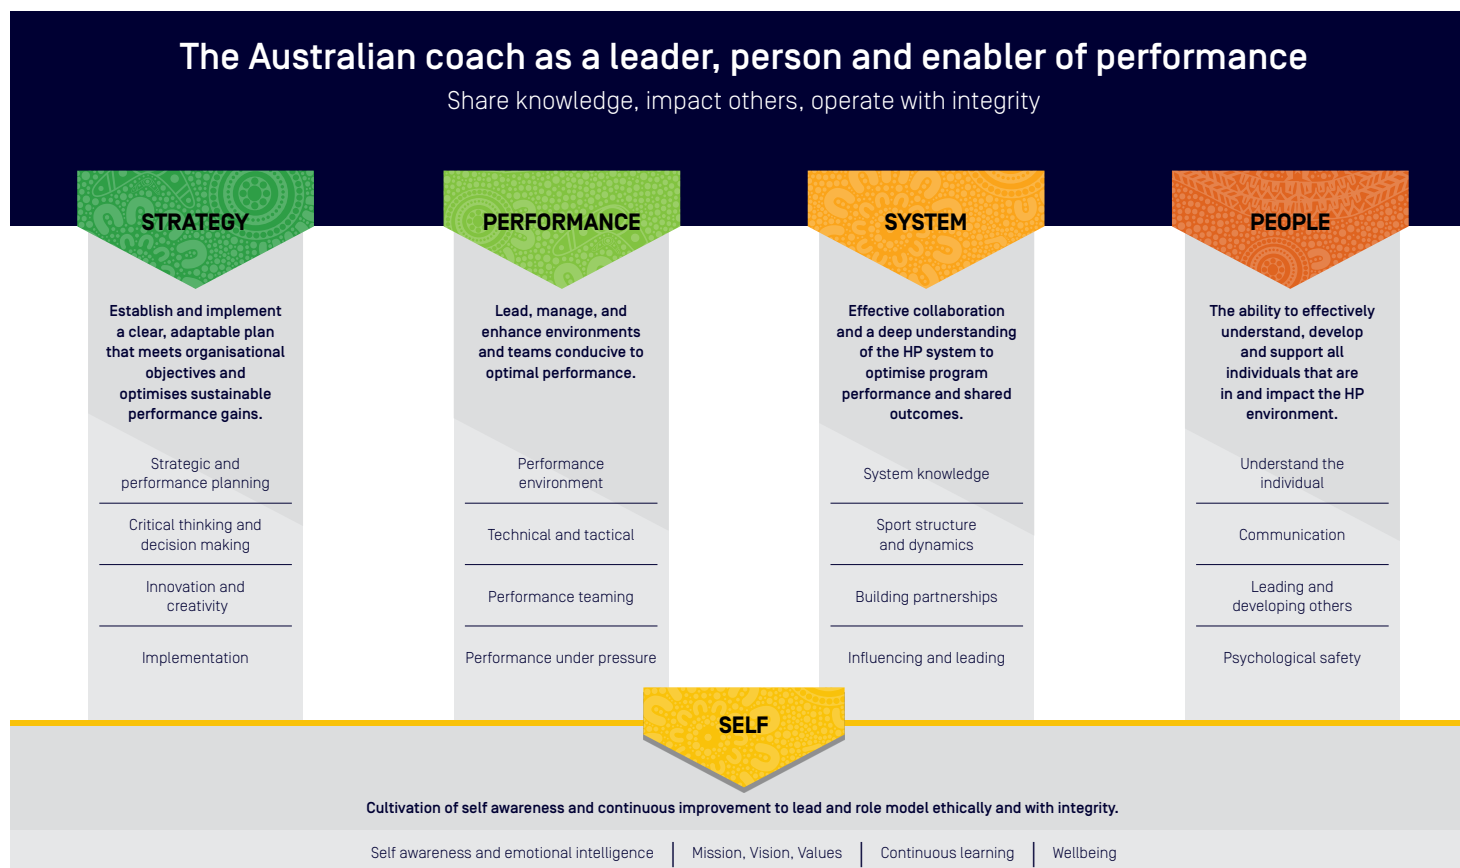 The Australian coach as a leader, person and enabler of performance
Share knowledge, impact others, operate with integrity
STRATEGY
Establish and implement
a clear, adaptable plan
that meets organisational
objectives and
optimises sustainable
performance gains.
Strategic and
performance planning
Critical thinking and
decision making
Innovation and
creativity
Implementation
PERFORMANCE
Lead, manage, and
enhance environments
and teams conducive to
optimal performance.
Performance
environment
Technical and tactical
Performance teaming
Performance under pressure
SYSTEM
Effective collaboration
and a deep understanding
of the HP system to
optimise program
performance and shared
outcomes.
System knowledge
Sport structure
and dynamics
Building partnerships
Influencing and leading
PEOPLE
The ability to effectively
understand, develop
and support all
individuals that are
in and impact the HP
environment.
Understand the
individual
Communication
Leading and
developing others
Psychological safety
SELF
Cultivation of self awareness and continuous improvement to lead and role model ethically and with integrity.
Self awareness and emotional intelligence | Mission, Vision, Values | Continuous learning | Wellbeing